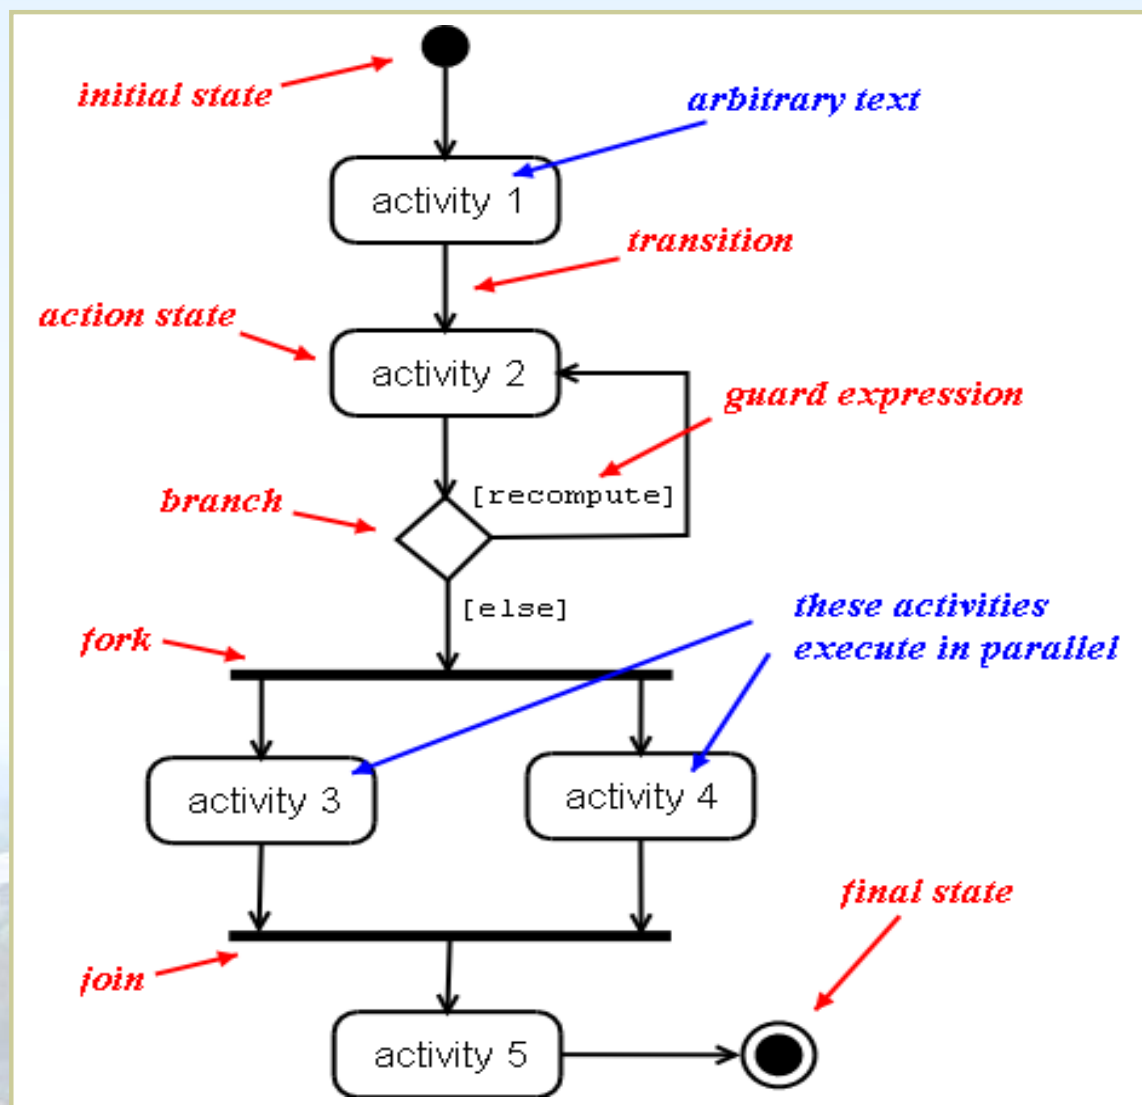 initial state
arbitrary text
activity 1
transition
action state
activity 2
guard expression
branch
[recompute]
[else]
these activities
execute in parallel
fork
activity 3
activity 4
final state
join
activity 5